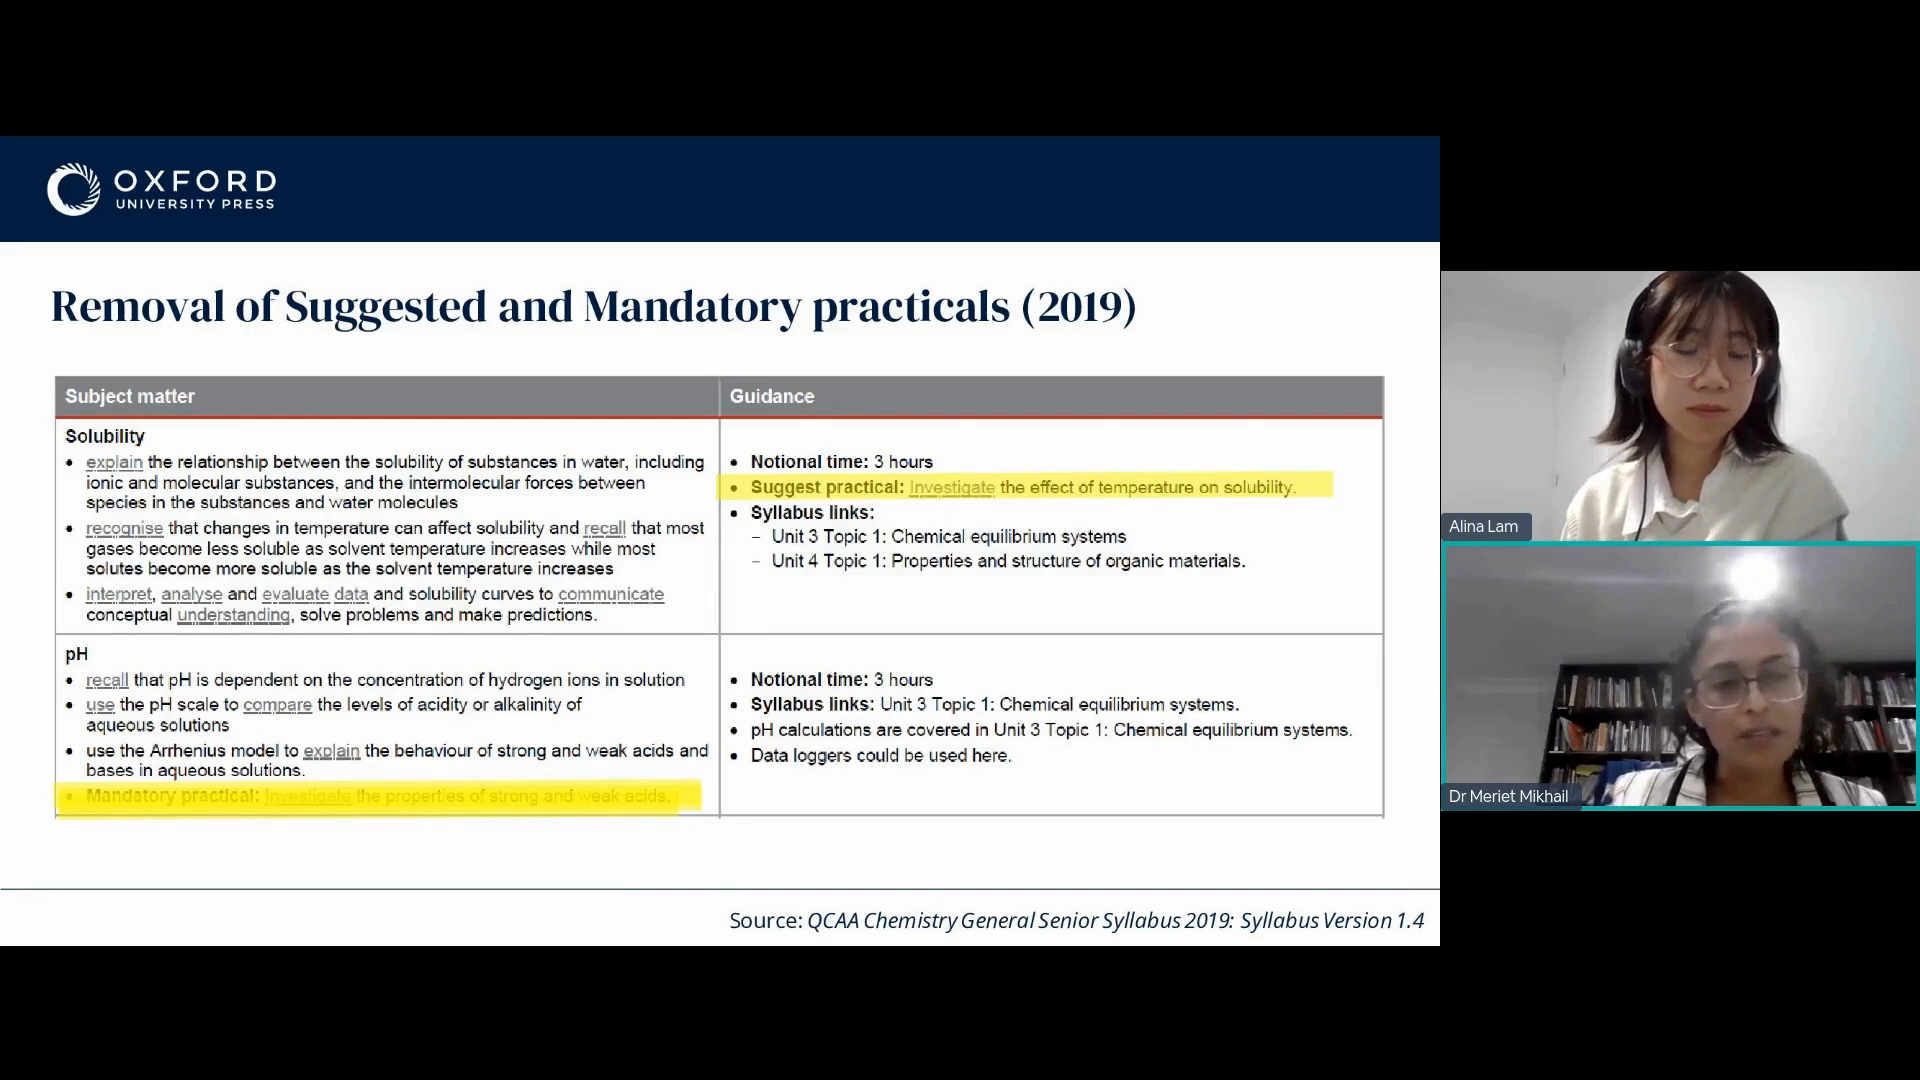 OXFORD
UNIVERSITY PRESS
Removal of Suggested and Mandatory practicals (2019)
Subject matter
Guidance
Solubility
• explain the relationship between the solubility of substances in water, including
ionic and molecular substances, and the intermolecular forces between
species in the substances and water molecules
• recognise that changes in temperature can affect solubility and recall that most
gases become less soluble as solvent temperature increases while most
solutes become more soluble as the solvent temperature increases
• interpret, analyse and evaluate data and solubility curves to communicate
conceptual understanding, solve problems and make predictions.
• Notional time: 3 hours
• Suggest practical: Investigate the effect of temperature on solubility.
• Syllabus links:
– Unit 3 Topic 1: Chemical equilibrium systems
– Unit 4 Topic 1: Properties and structure of organic materials.
pH
• recall that pH is dependent on the concentration of hydrogen ions in solution
• use the pH scale to compare the levels of acidity or alkalinity of
aqueous solutions
• use the Arrhenius model to explain the behaviour of strong and weak acids and
bases in aqueous solutions.
• Mandatory practical: Investigate the properties of strong and weak acids.
• Notional time: 3 hours
• Syllabus links: Unit 3 Topic 1: Chemical equilibrium systems.
• pH calculations are covered in Unit 3 Topic 1: Chemical equilibrium systems.
• Data loggers could be used here.
Source: QCAA Chemistry General Senior Syllabus 2019: Syllabus Version 1.4
Alina Lam
Dr Meriet Mikhail